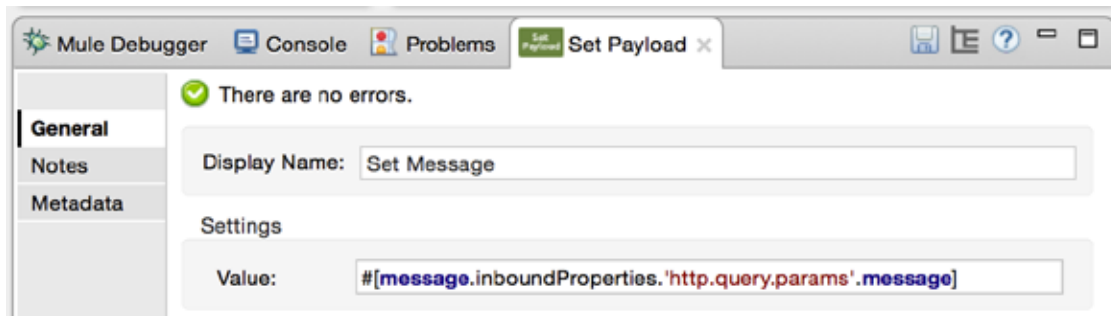 Mule Debugger Console Problems Set Payload Set Payload
There are no errors.
General
Notes
Metadata
Display Name: Set Message
Settings
Value: #[message.inboundProperties.'http.query.params'.message]